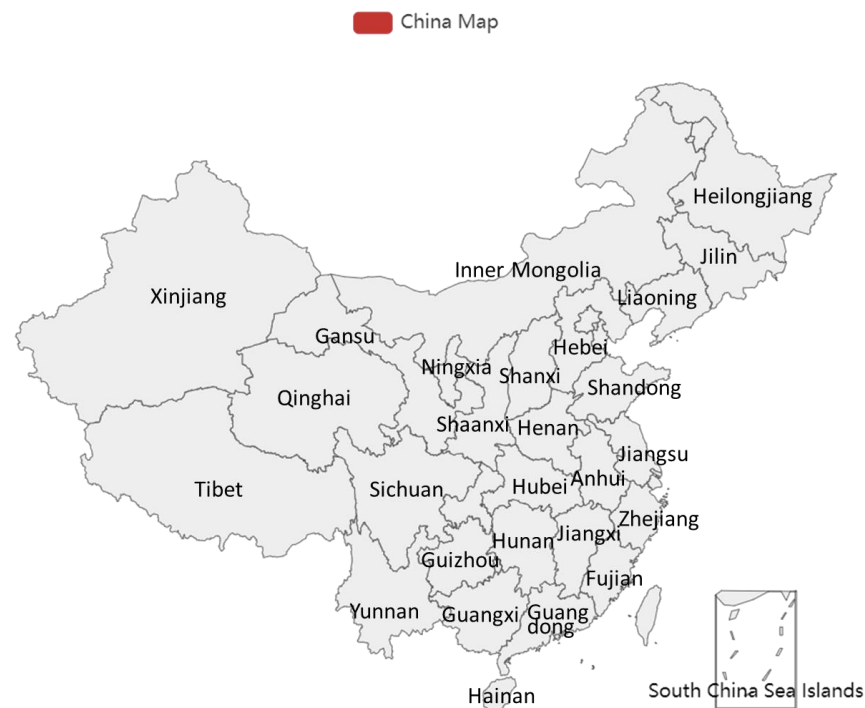 China Map
Heilongjiang
Jilin
Inner Mongolia
Xinjiang
Liaoning
Gansu
Hebei
Ningxia
Shanxi
Shandong
Qinghai
Shaanxi
Henan
Jiangsu
Anhui
Tibet
Sichuan
Hubei
Zhejiang
Jiangxi
Hunan
Guizhou
Fujian
Yunnan
Guangxi
Guang
dong
South China Sea Islands
Hainan